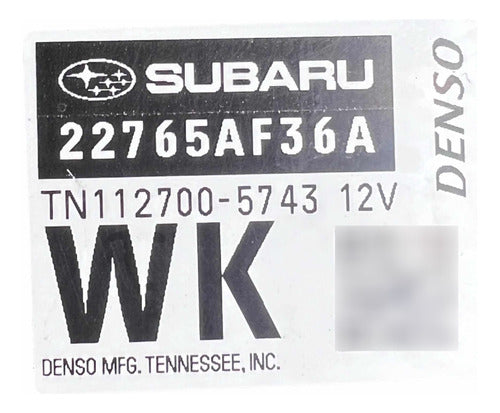 SUBARU
22765AF36A
DENSO
TN112700-5743 12V
WK
DENSO MFG. TENNESSEE, INC.